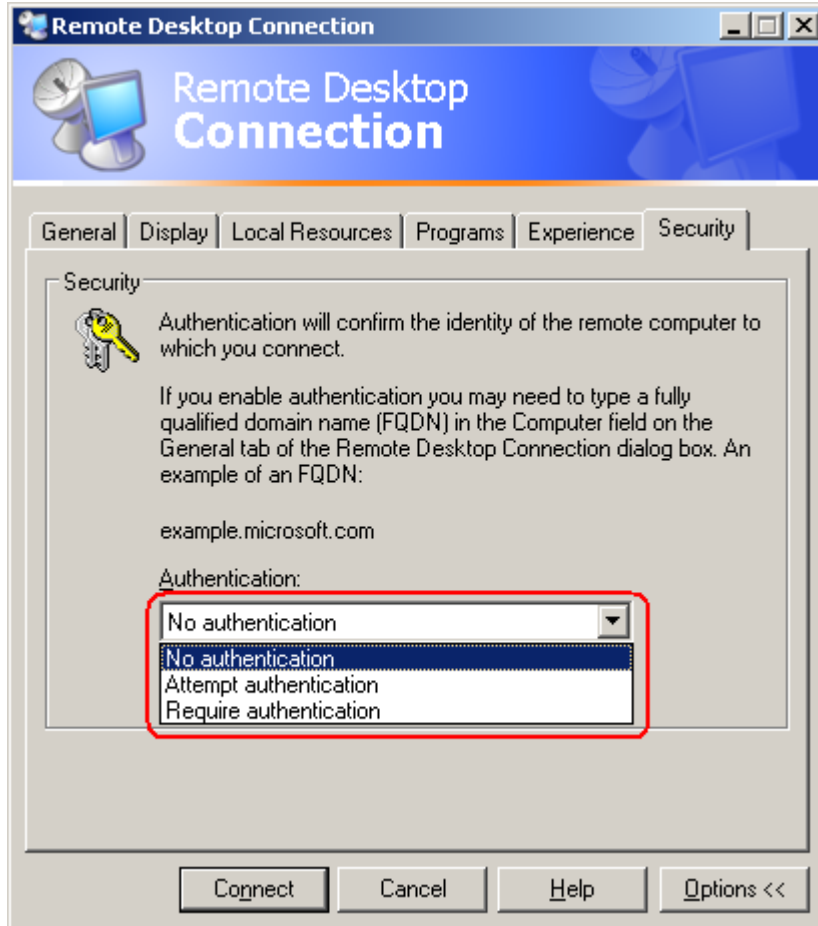 Remote Desktop Connection
Remote Desktop
Connection
General Display Local Resources Programs Experience Security
Security
Authentication will confirm the identity of the remote computer to
which you connect.
If you enable authentication you may need to type a fully
qualified domain name (FQDN) in the Computer field on the
General tab of the Remote Desktop Connection dialog box. An
example of an FQDN:
example.microsoft.com
Authentication:
No authentication
No authentication
Attempt authentication
Require authentication
Connect Cancel Help Options <<